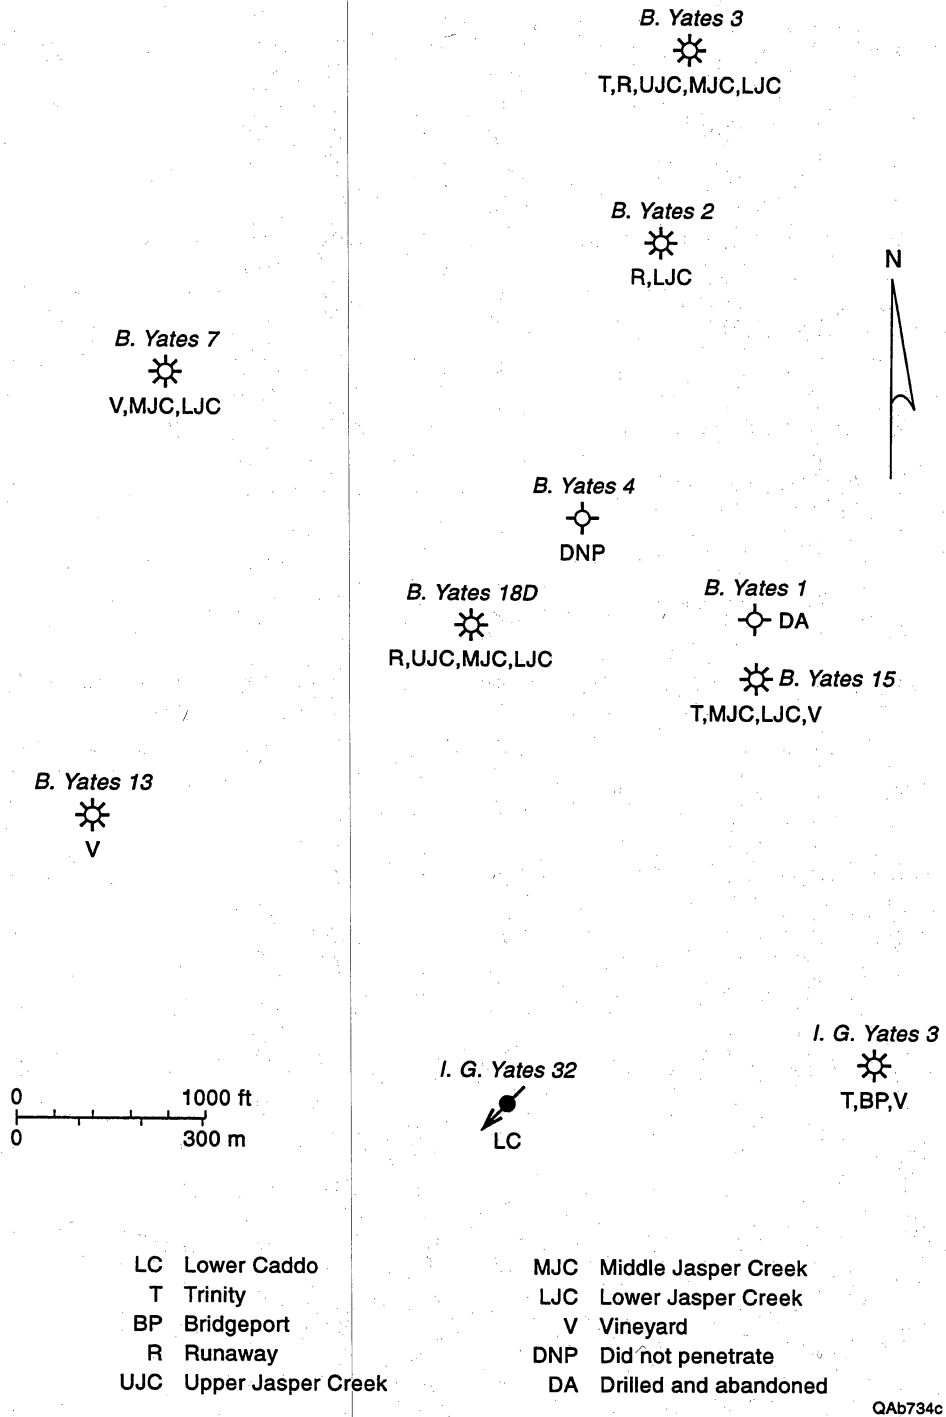 B. Yates 3
T,R,UJC,MJC,LJC
B. Yates 2
R,LJC
N
B. Yates 7
V,MJC,LJC
B. Yates 4
DNP
B. Yates 18D
R,UJC,MJC,LJC
B. Yates 1
DA
B. Yates 15
T,MJC,LJC,V
B. Yates 13
V
I. G. Yates 3
T,BP,V
I. G. Yates 32
LC
0 1000 ft
0 300 m
LC Lower Caddo
T Trinity
BP Bridgeport
R Runaway
UJC Upper Jasper Creek
MJC Middle Jasper Creek
LJC Lower Jasper Creek
V Vineyard
DNP Did not penetrate
DA Drilled and abandoned
QAb734c